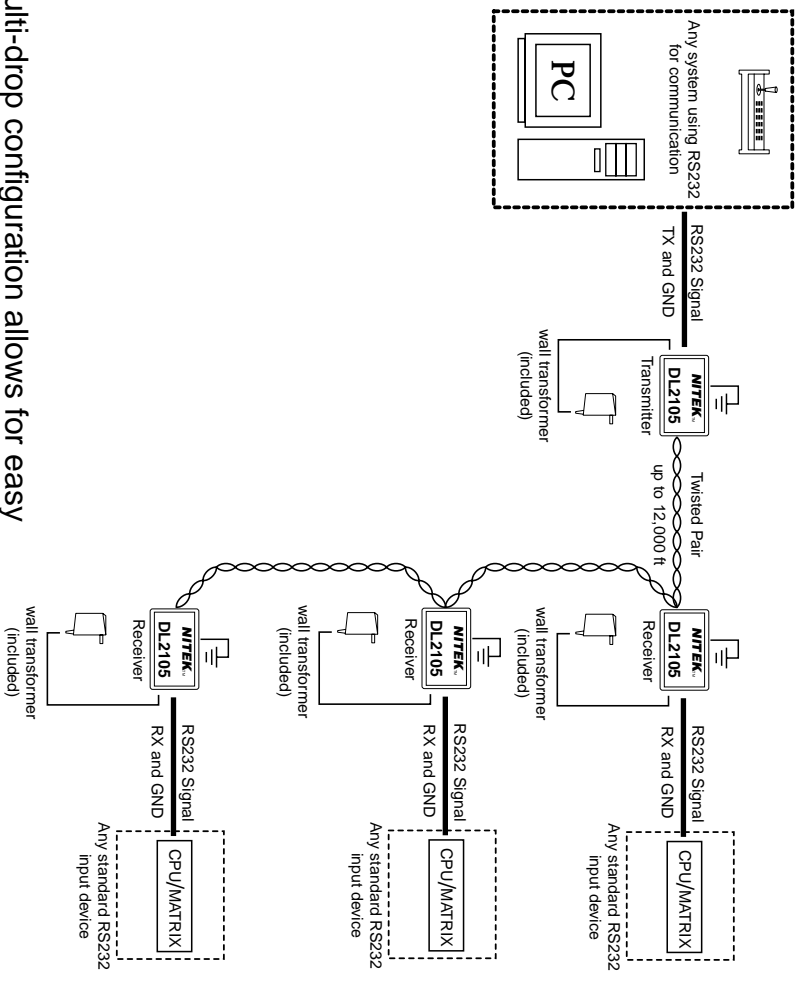 Any system using RS232
for communication
PC
RS232 Signal
TX and GND
NITEK™
DL2105
Transmitter
wall transformer
(included)
Twisted Pair
up to 12,000 ft
NITEK™
DL2105
Receiver
wall transformer
(included)
RS232 Signal
RX and GND
CPU/MATRIX
Any standard RS232
input device
NITEK™
DL2105
Receiver
wall transformer
(included)
RS232 Signal
RX and GND
CPU/MATRIX
Any standard RS232
input device
NITEK™
DL2105
Receiver
wall transformer
(included)
RS232 Signal
RX and GND
CPU/MATRIX
Any standard RS232
input device
ulti-drop configuration allows for easy